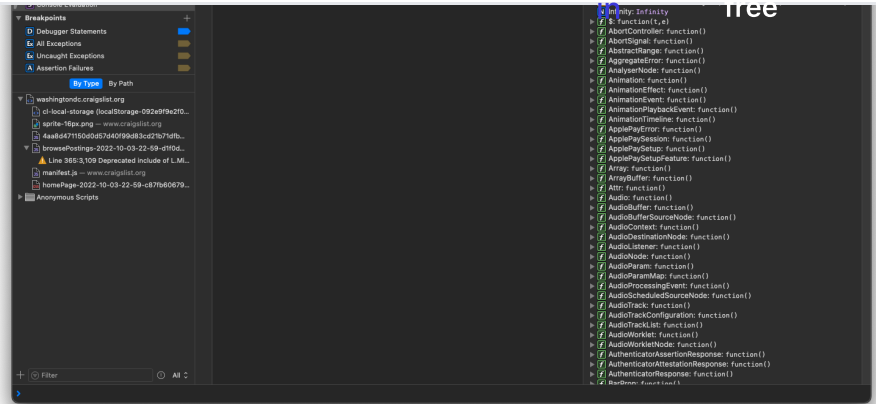 Console Evaluation
Breakpoints
Debugger Statements
All Exceptions
Uncaught Exceptions
Assertion Failures
By Type By Path
washingtondc.craigslist.org
cl-local-storage (localStorage-092e9f9e2f0...
sprite-16px.png — www.craigslist.org
4aa8d471150d0d57d40f99d83cd21b71dfb...
browsePostings-2022-10-03-22-59-d1f0d...
Line 365:3,109 Deprecated include of L.Mi...
manifest.js — www.craigslist.org
homePage-2022-10-03-22-59-c87fb60679...
Anonymous Scripts
Filter
All
in
free
Infinity: Infinity
$: function(t,e)
AbortController: function()
AbortSignal: function()
AbstractRange: function()
AggregateError: function()
AnalyserNode: function()
Animation: function()
AnimationEffect: function()
AnimationEvent: function()
AnimationPlaybackEvent: function()
AnimationTimeline: function()
ApplePayError: function()
ApplePaySession: function()
ApplePaySetup: function()
ApplePaySetupFeature: function()
Array: function()
ArrayBuffer: function()
Attr: function()
Audio: function()
AudioBuffer: function()
AudioBufferSourceNode: function()
AudioContext: function()
AudioDestinationNode: function()
AudioListener: function()
AudioNode: function()
AudioParam: function()
AudioParamMap: function()
AudioProcessingEvent: function()
AudioScheduledSourceNode: function()
AudioTrack: function()
AudioTrackConfiguration: function()
AudioTrackList: function()
AudioWorklet: function()
AudioWorkletNode: function()
AuthenticatorAssertionResponse: function()
AuthenticatorAttestationResponse: function()
AuthenticatorResponse: function()
BarProp: function()